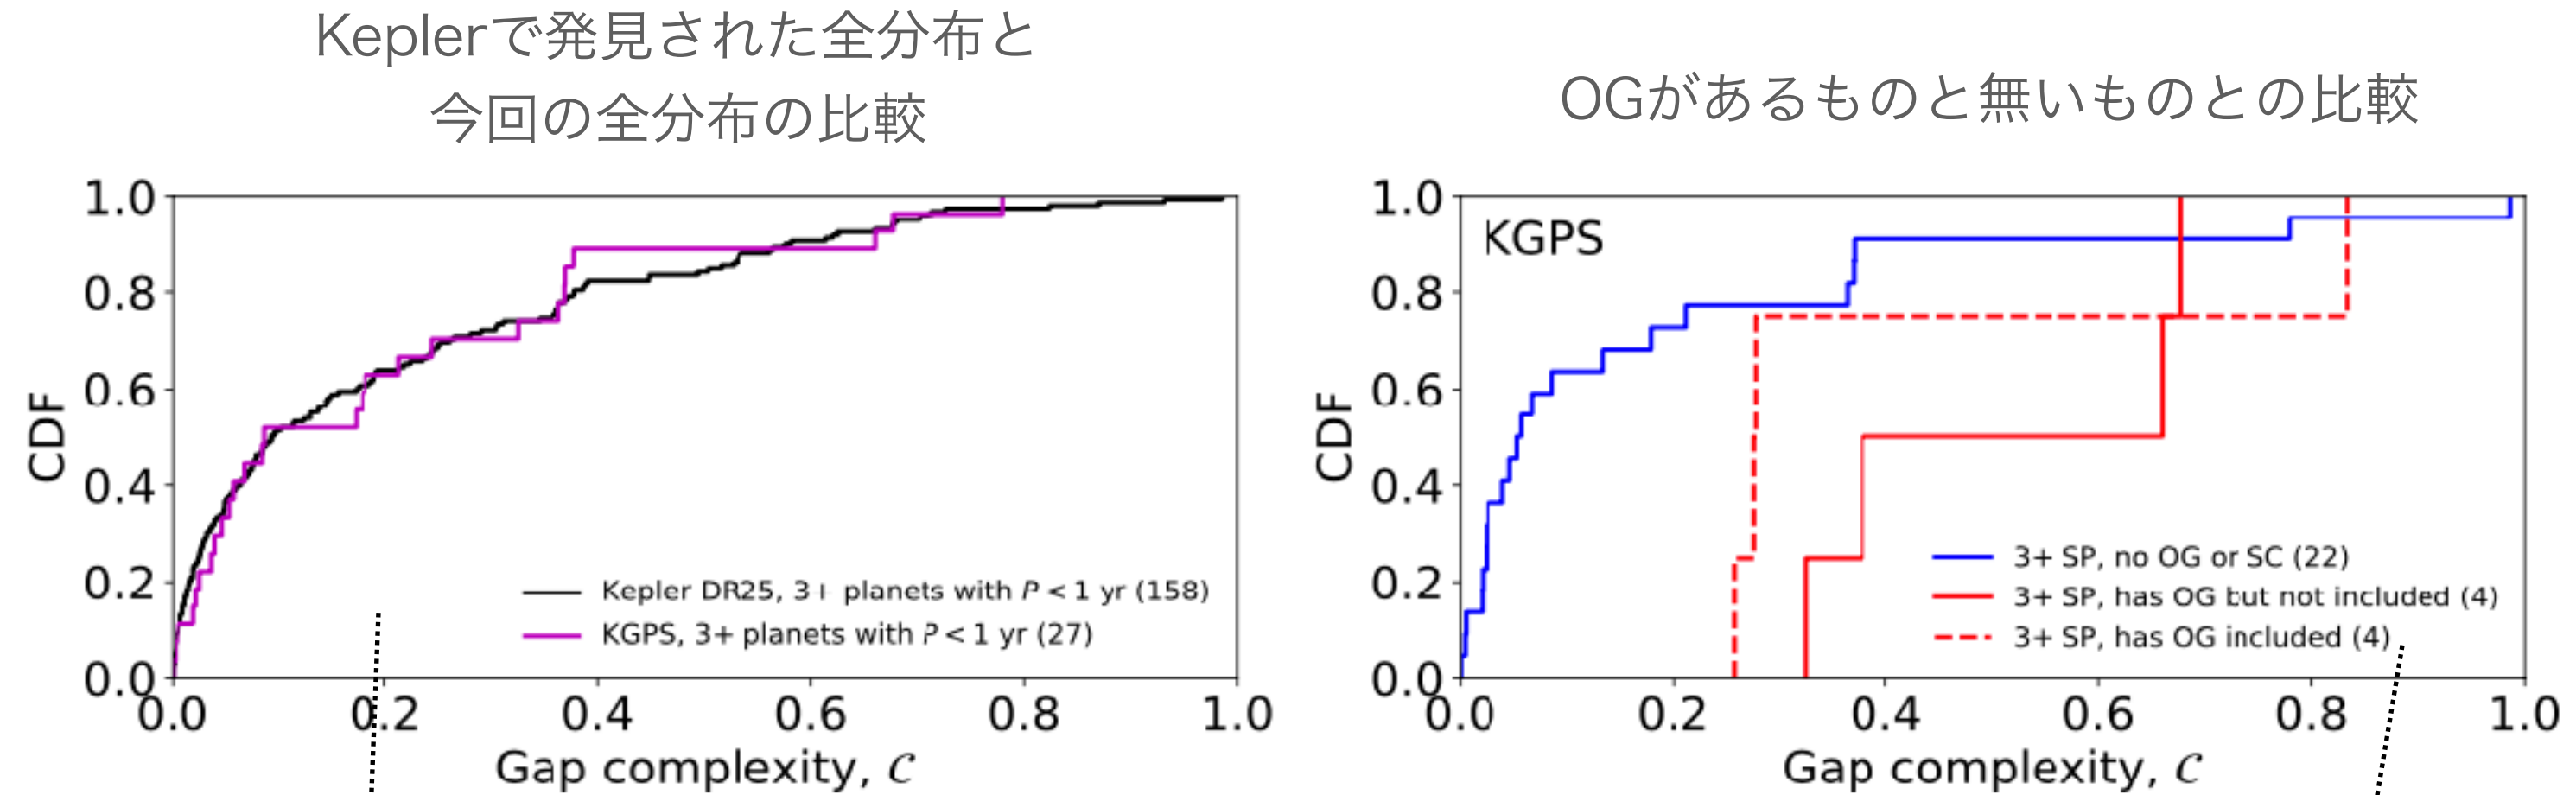 Keplerで発見された全分布と
今回の全分布の比較
OGがあるものと無いものとの比較
1.0
0.8
0.6
0.4
0.2
0.0
CDF
0.0 0.2 0.4 0.6 0.8 1.0
Gap complexity, C
Kepler DR25, 3+ planets with P < 1 yr (158)
KGPS, 3+ planets with P < 1 yr (27)
KGPS
1.0
0.8
0.6
0.4
0.2
0.0
CDF
3+ SP, no OG or SC (22)
3+ SP, has OG but not included (4)
3+ SP, has OG included (4)
0.0 0.2 0.4 0.6 0.8 1.0
Gap complexity, C